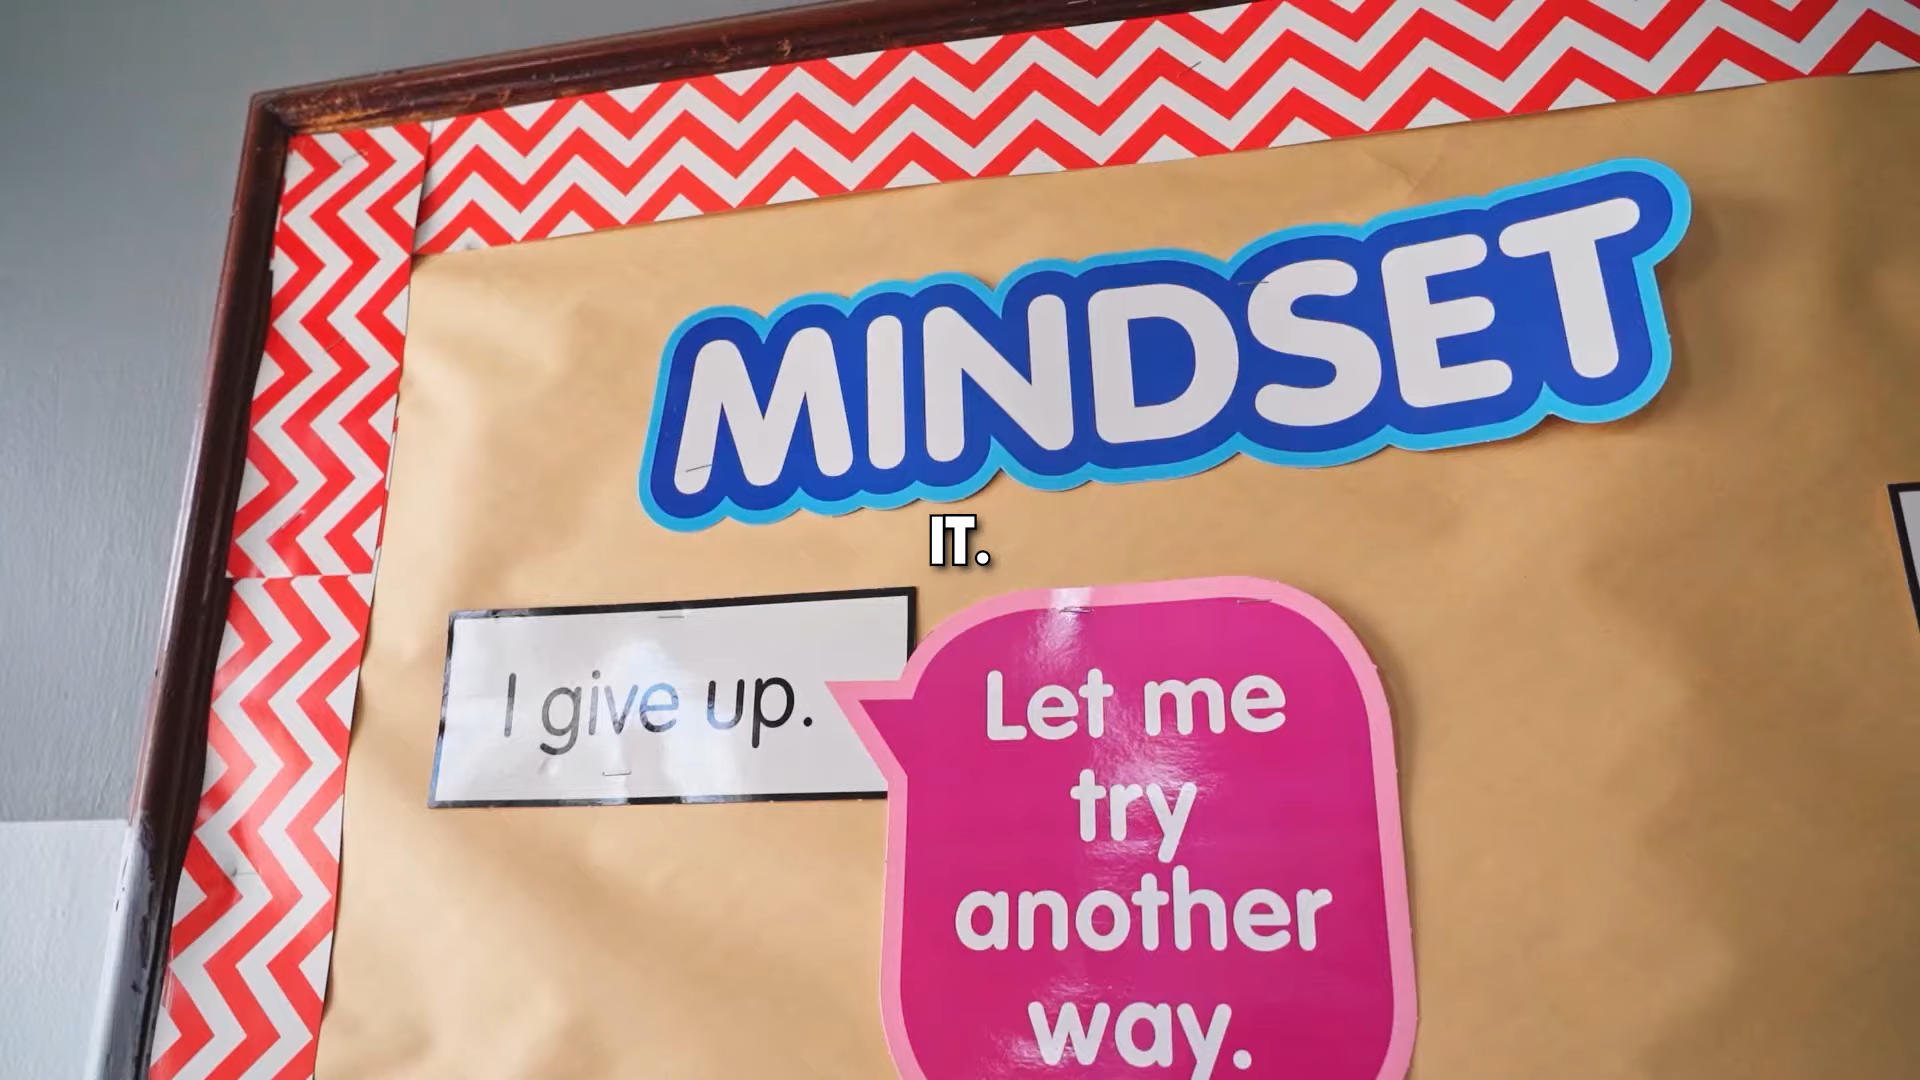 MINDSET
IT.
I give up.
Let me
try
another
way.